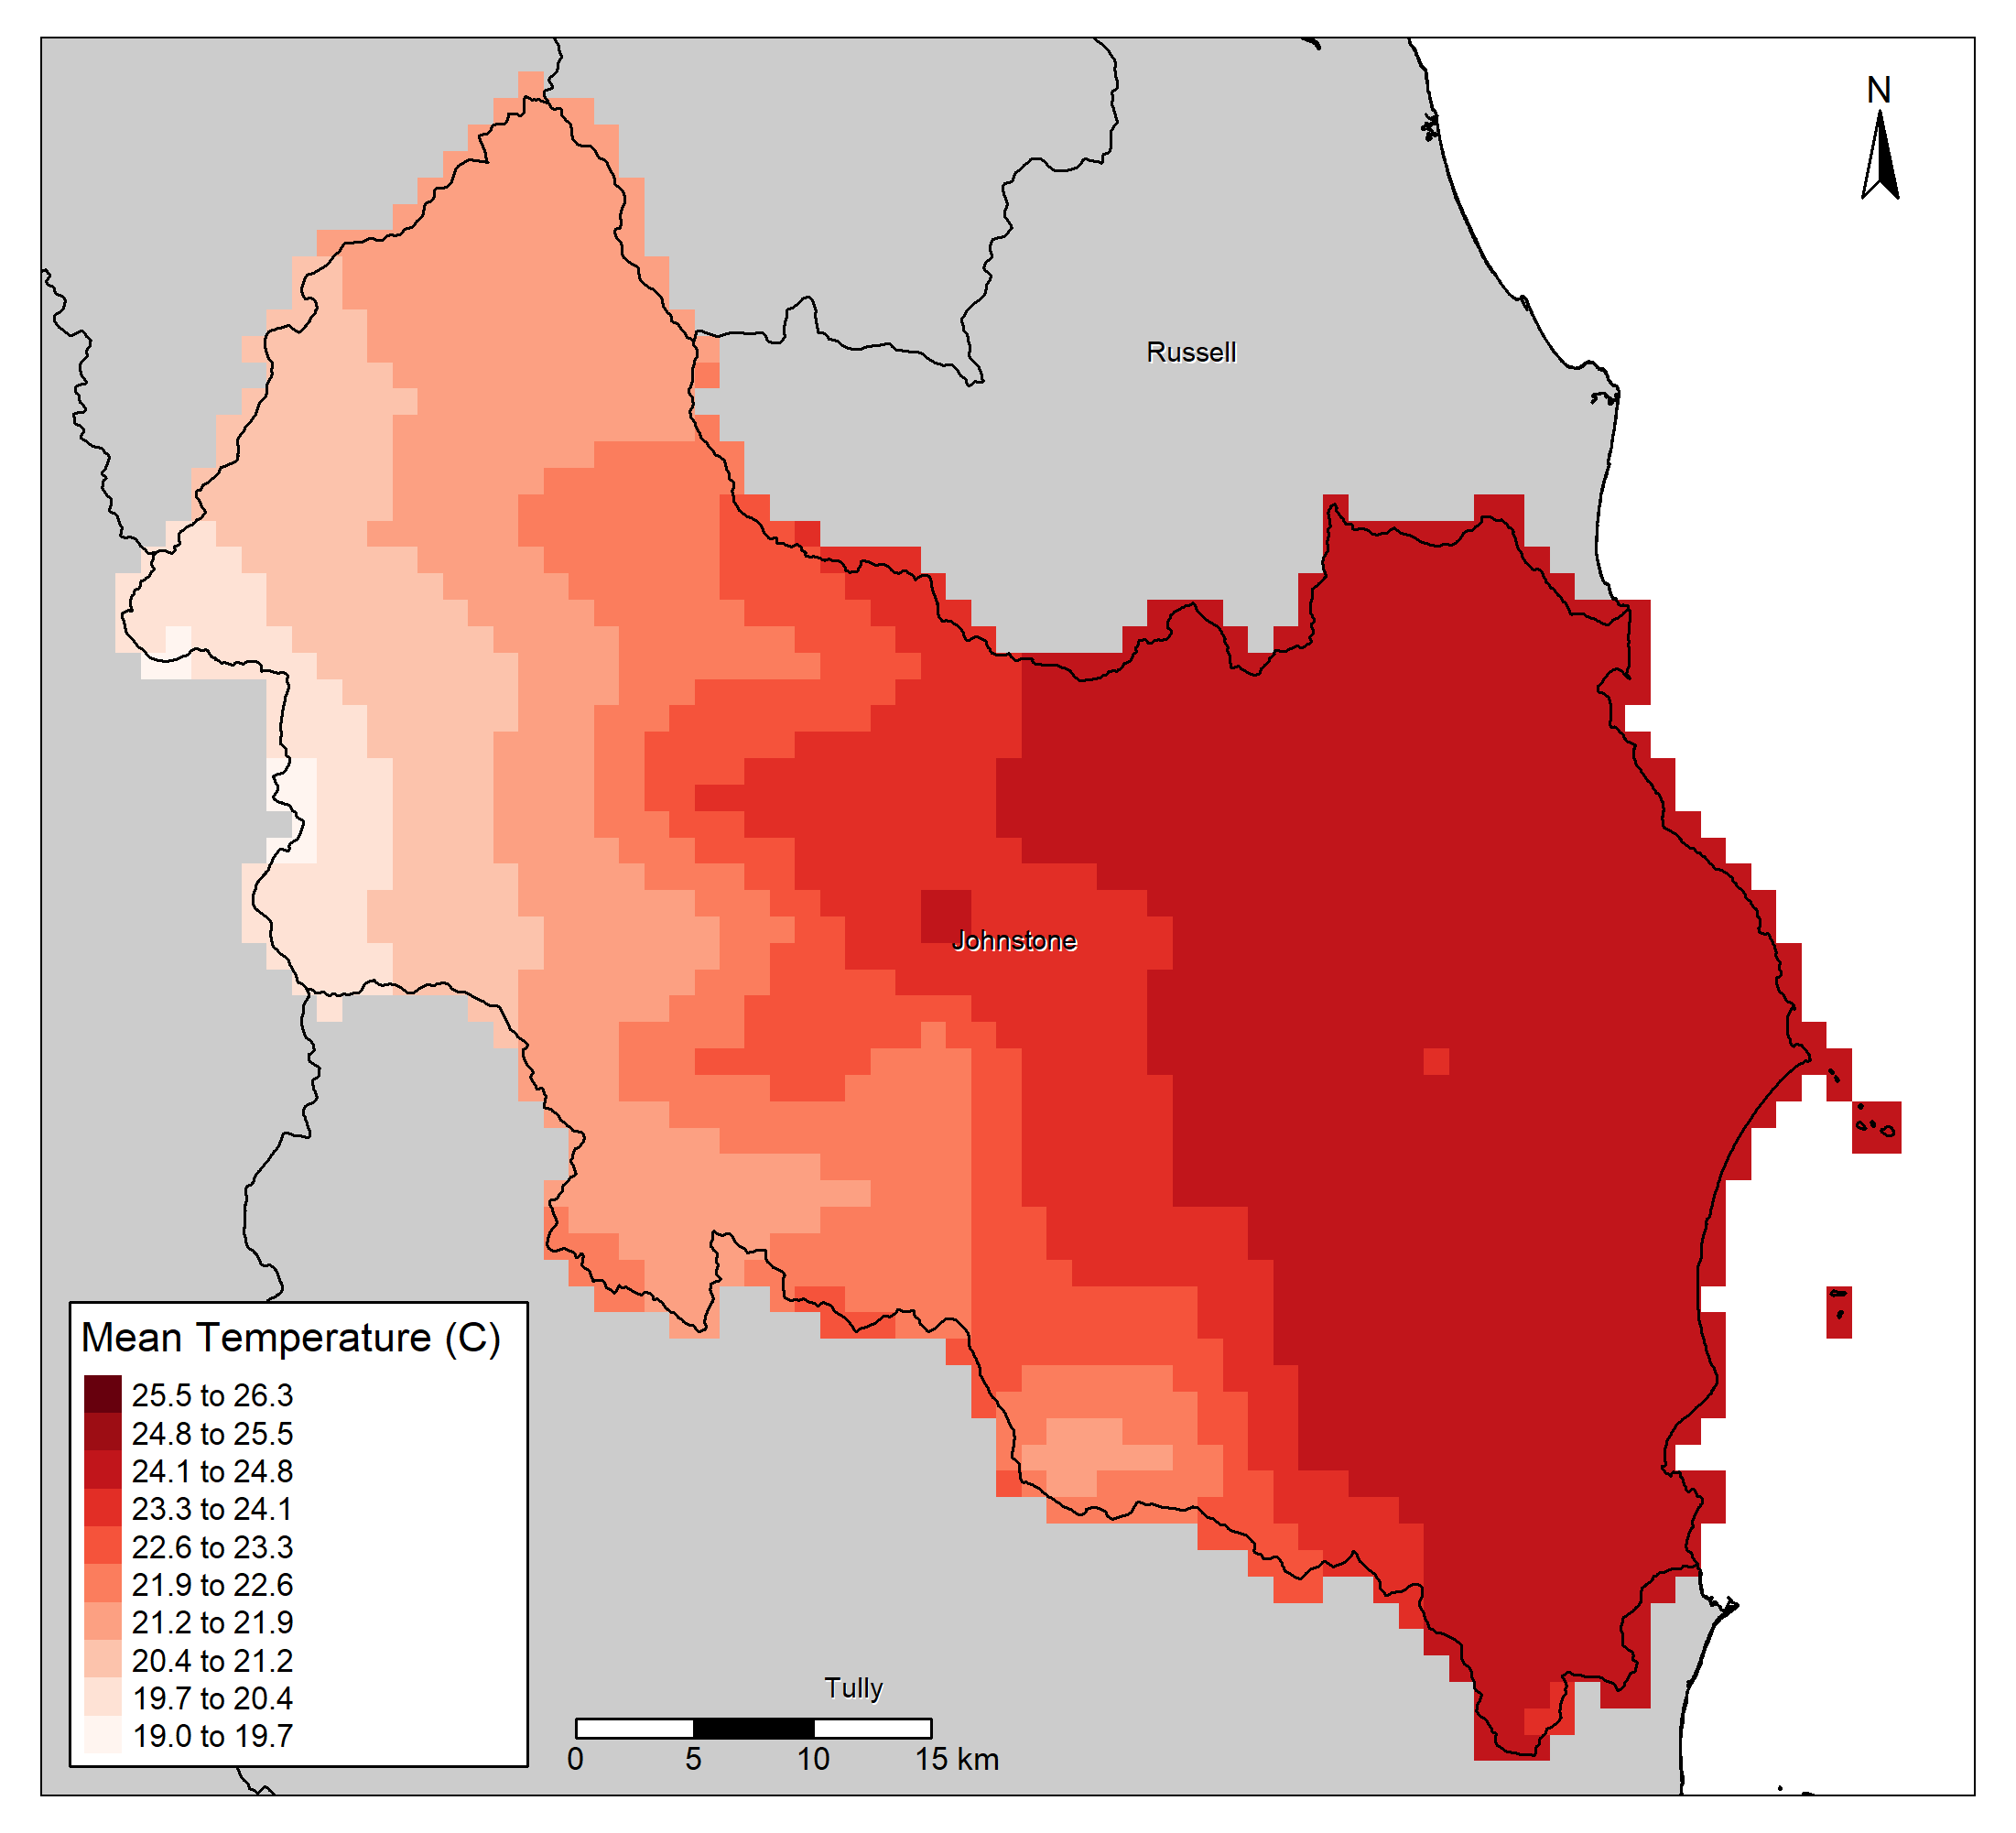 N
Russell
Johnstone
Mean Temperature (C)
25.5 to 26.3
24.8 to 25.5
24.1 to 24.8
23.3 to 24.1
22.6 to 23.3
21.9 to 22.6
21.2 to 21.9
20.4 to 21.2
19.7 to 20.4
19.0 to 19.7
Tully
0 5 10 15 km